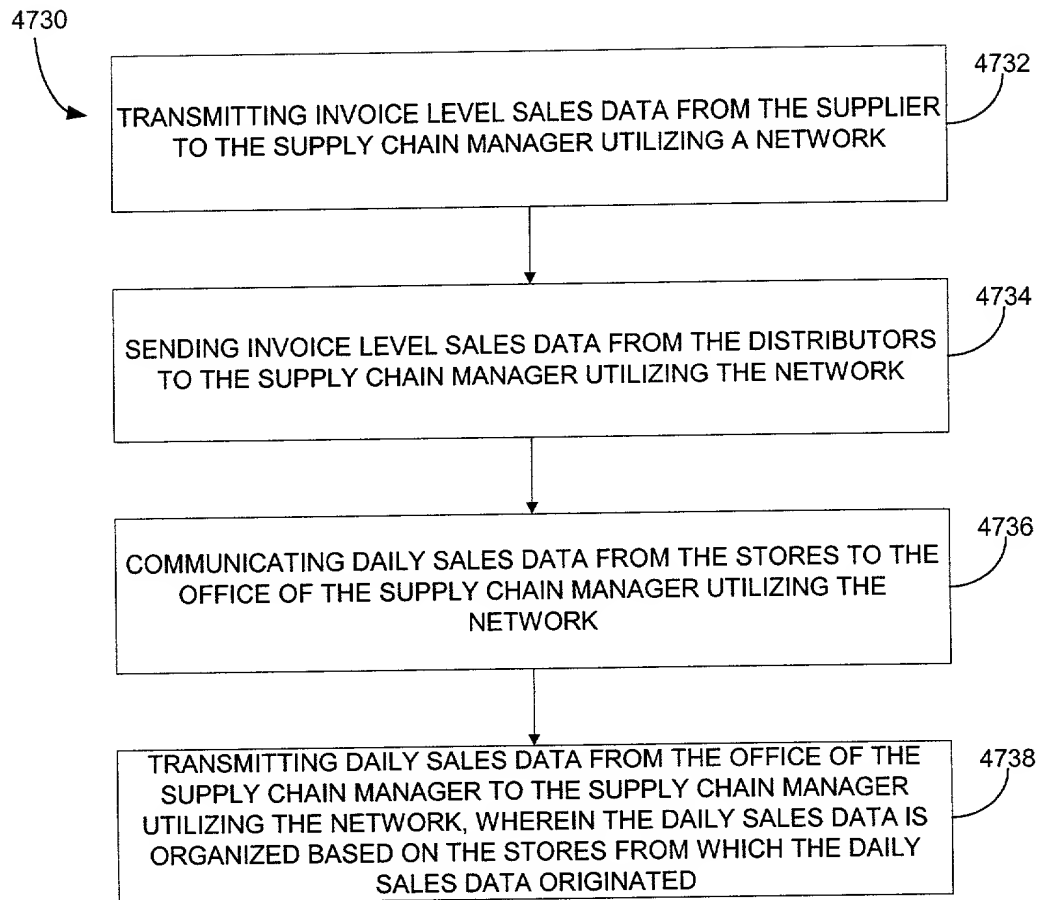 4730
4732
TRANSMITTING INVOICE LEVEL SALES DATA FROM THE SUPPLIER
TO THE SUPPLY CHAIN MANAGER UTILIZING A NETWORK
4734
SENDING INVOICE LEVEL SALES DATA FROM THE DISTRIBUTORS
TO THE SUPPLY CHAIN MANAGER UTILIZING THE NETWORK
4736
COMMUNICATING DAILY SALES DATA FROM THE STORES TO THE
OFFICE OF THE SUPPLY CHAIN MANAGER UTILIZING THE
NETWORK
4738
TRANSMITTING DAILY SALES DATA FROM THE OFFICE OF THE
SUPPLY CHAIN MANAGER TO THE SUPPLY CHAIN MANAGER
UTILIZING THE NETWORK, WHEREIN THE DAILY SALES DATA IS
ORGANIZED BASED ON THE STORES FROM WHICH THE DAILY
SALES DATA ORIGINATED